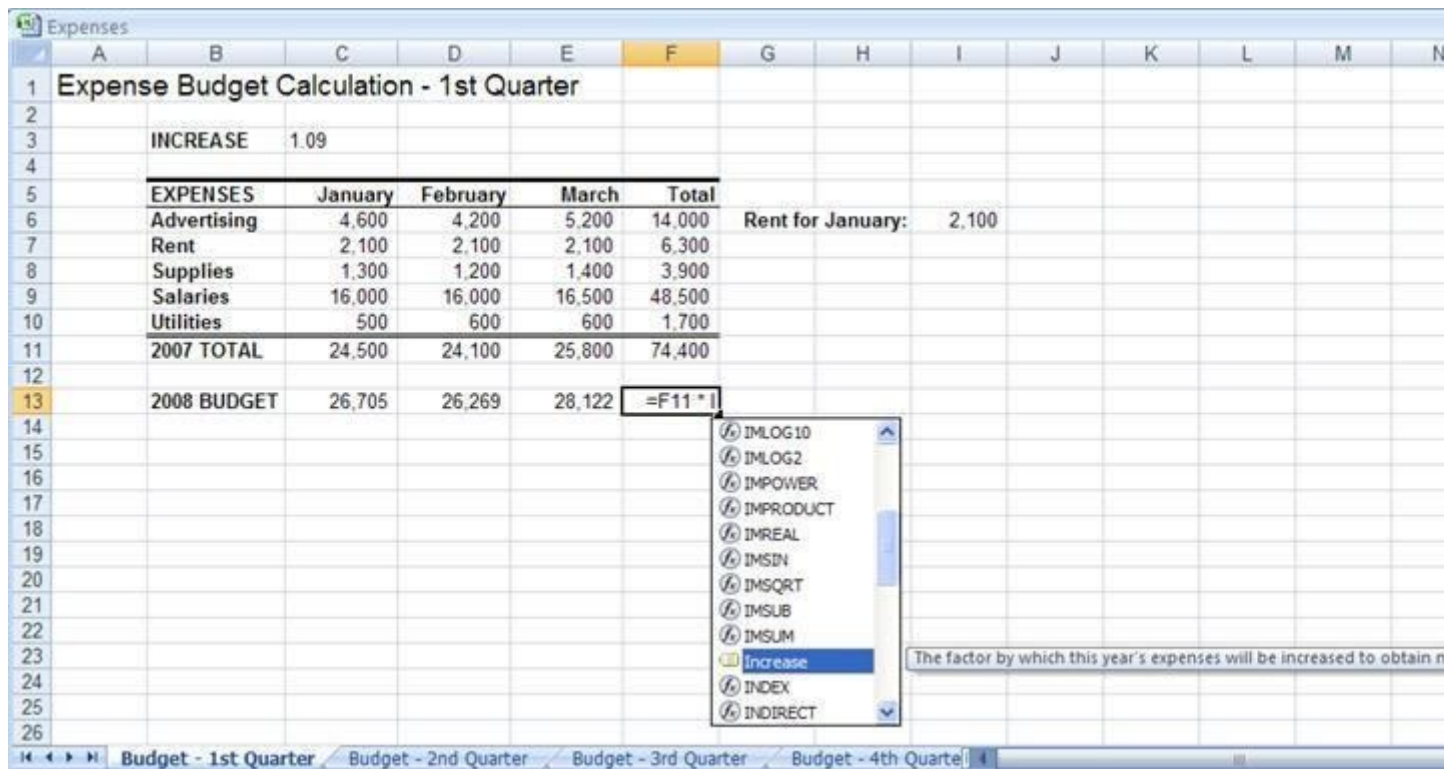 Expenses
A B C D E F G H I J K L M N
1 Expense Budget Calculation - 1st Quarter
2
3 INCREASE 1.09
4
5 EXPENSES January February March Total
6 Advertising 4,600 4,200 5,200 14,000 Rent for January: 2,100
7 Rent 2,100 2,100 2,100 6,300
8 Supplies 1,300 1,200 1,400 3,900
9 Salaries 16,000 16,000 16,500 48,500
10 Utilities 500 600 600 1,700
11 2007 TOTAL 24,500 24,100 25,800 74,400
12
13 2008 BUDGET 26,705 26,269 28,122 =F11 * I
14 IMLOG10
15 IMLOG2
16 IMPOWER
17 IMPRODUCT
18 IMREAL
19 IMSIN
20 IMSQRT
21 IMSUB
22 IMSUM
23 Increase The factor by which this year's expenses will be increased to obtain n
24 INDEX
25 INDIRECT
26
Budget - 1st Quarter Budget - 2nd Quarter Budget - 3rd Quarter Budget - 4th Quarte